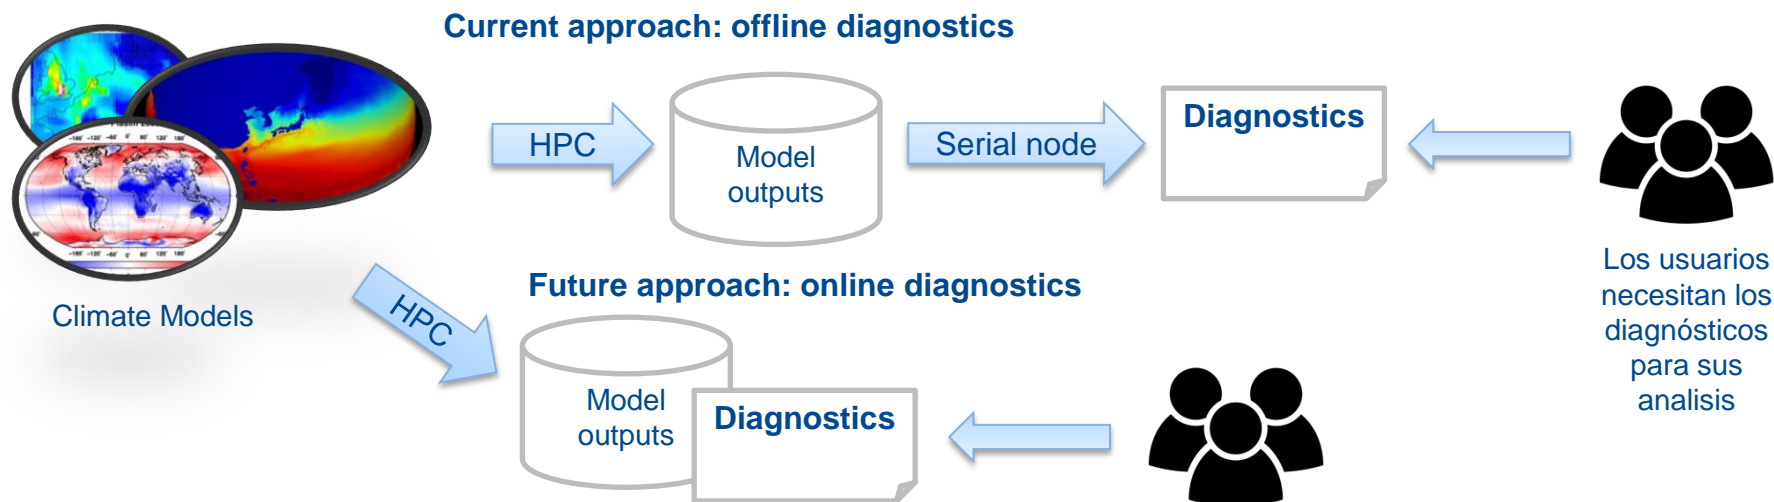 Current approach: offline diagnostics
HPC
Model
outputs
Serial node
Diagnostics
Los usuarios
necesitan los
diagnósticos
para sus
analisis
Climate Models
Future approach: online diagnostics
HPC
Model
outputs
Diagnostics